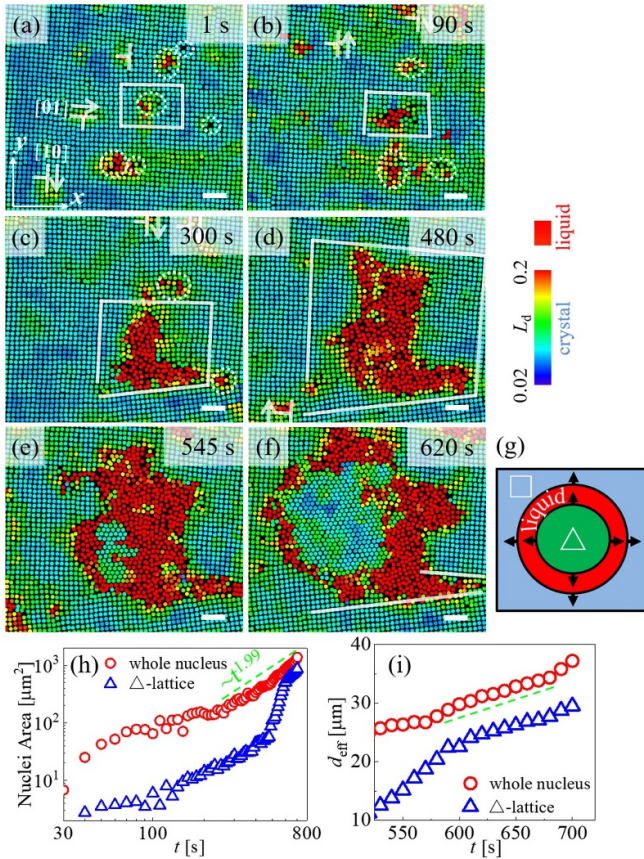 (a) 1 s
[01]
[10]
y
x
(b) 90 s
(c) 300 s
(d) 480 s
liquid
0.2
L_d
0.02
crystal
(e) 545 s
(f) 620 s
(g)
liquid
(h)
Nuclei Area [μm²]
10³
10²
10¹
whole nucleus
△-lattice
~t^1.99
30
100
800
t [s]
(i)
d_eff [μm]
40
30
20
10
whole nucleus
△-lattice
550
600
650
700
t [s]